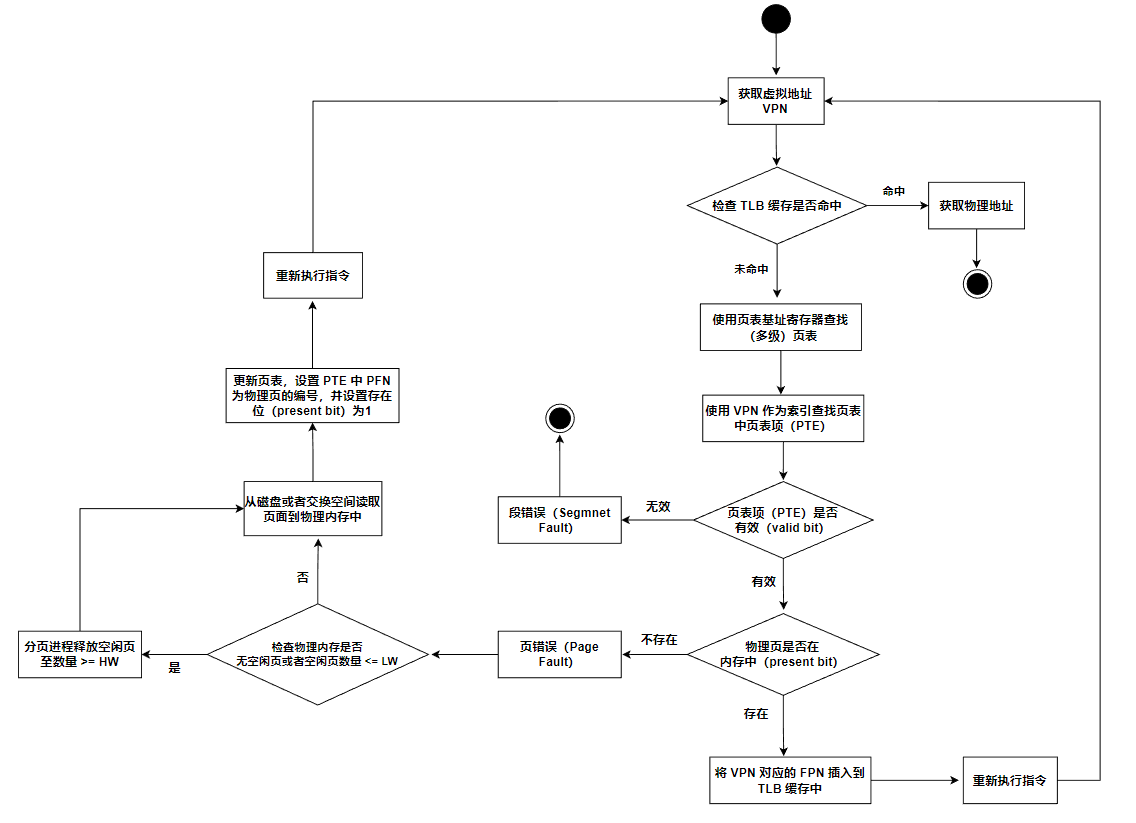 获取虚拟地址
VPN
检查 TLB 缓存是否命中
命中
获取物理地址
未命中
重新执行指令
使用页表基址寄存器查找
（多级）页表
更新页表，设置 PTE 中 PFN
为物理页的编号，并设置存在
位（present bit）为1
使用 VPN 作为索引查找页表
中页表项（PTE）
从磁盘或者交换空间读取
页面到物理内存中
段错误（Segmnet
Fault）
无效
页表项（PTE）是否
有效（valid bit)
有效
否
分页进程释放空闲页
至数量 >= HW
是
检查物理内存是否
无空闲页或者空闲页数量 <= LW
页错误（Page
Fault）
不存在
物理页是否在
内存中（present bit)
存在
将 VPN 对应的 FPN 插入到
TLB 缓存中
重新执行指令